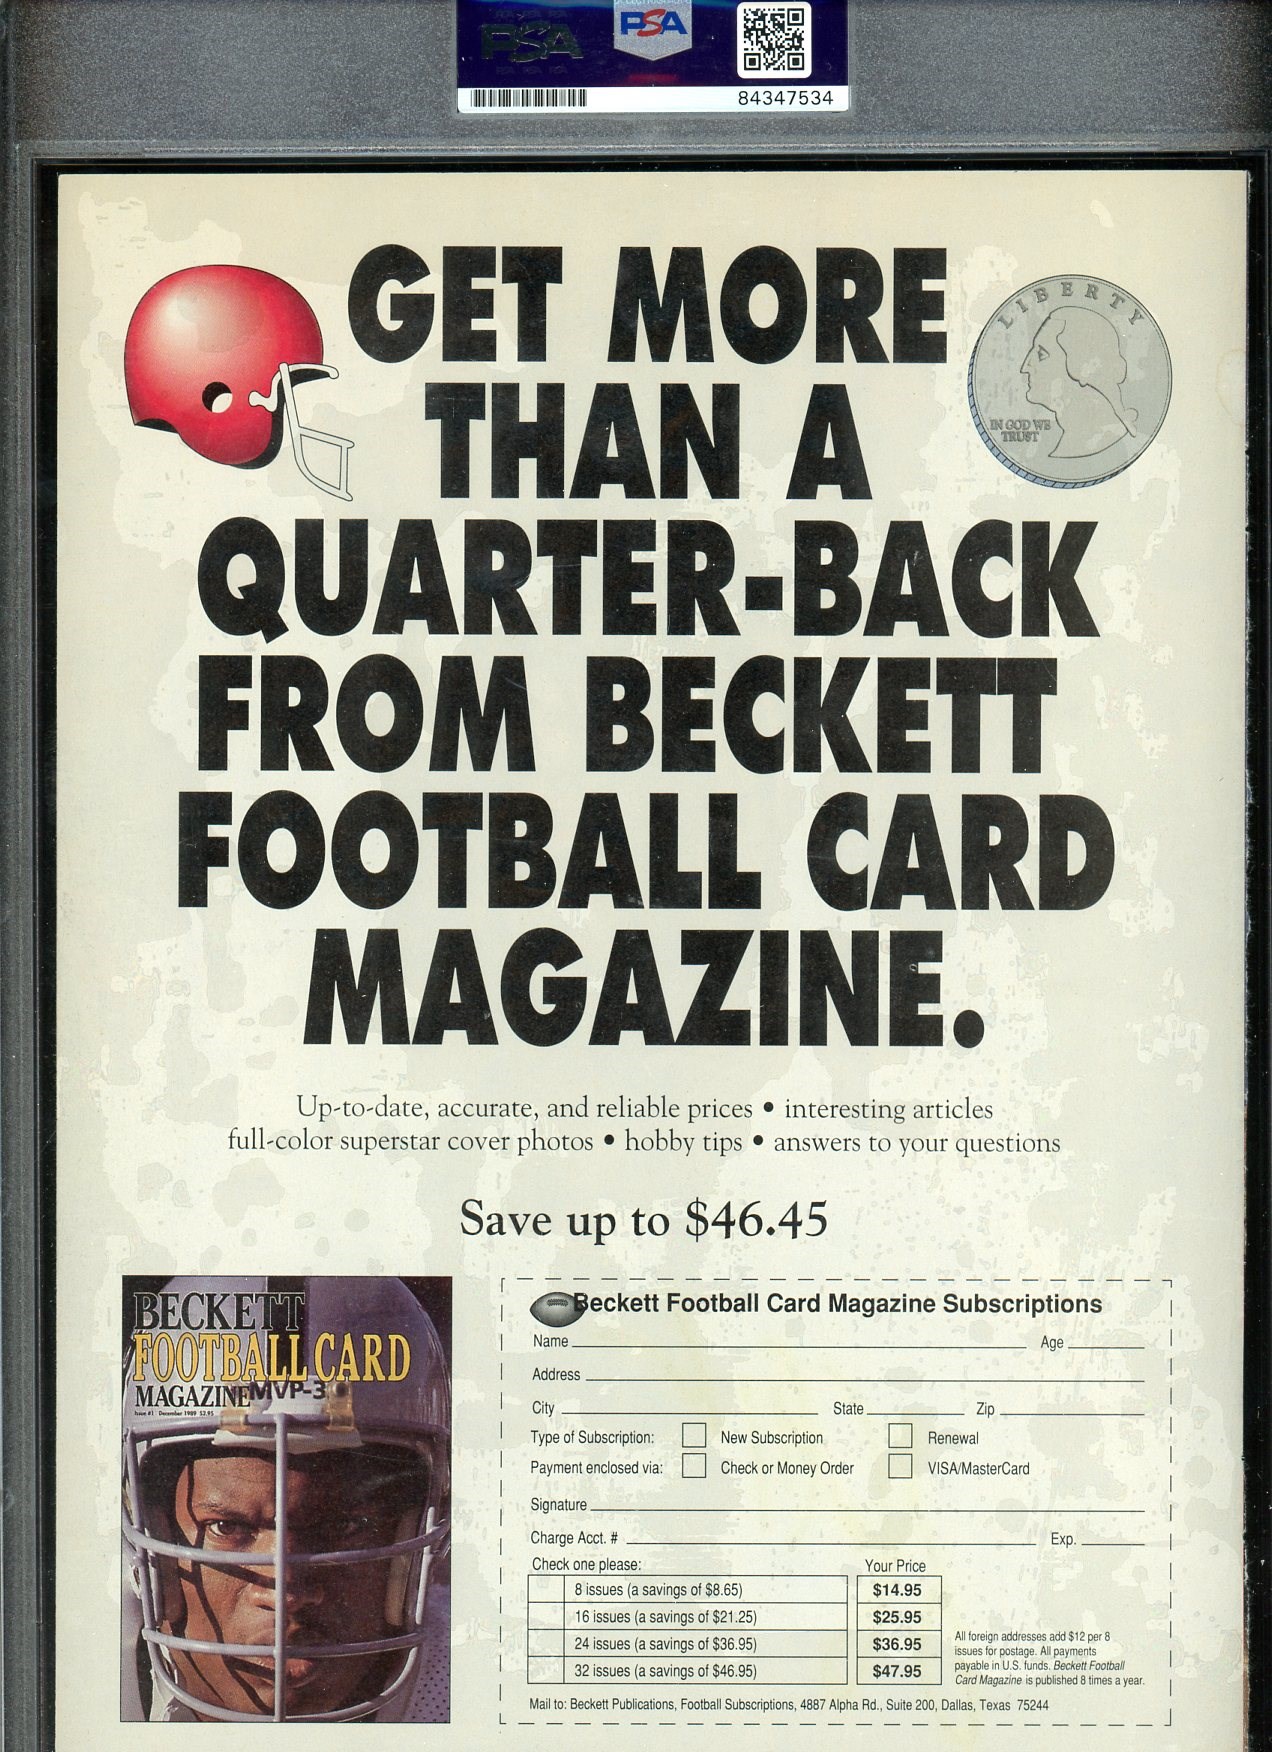 PSA
PSA
84347534
GET MORE
THAN A
QUARTER-BACK
FROM BECKETT
FOOTBALL CARD
MAGAZINE.
LIBERTY
IN GOD WE
TRUST
Up-to-date, accurate, and reliable prices • interesting articles
full-color superstar cover photos • hobby tips • answers to your questions
Save up to $46.45
BECKETT
FOOTBALL CARD
MAGAZINE
MVP-3
Issue #1 December 1989 $2.95
Beckett Football Card Magazine Subscriptions
Name Age
Address
City State Zip
Type of Subscription: New Subscription Renewal
Payment enclosed via: Check or Money Order VISA/MasterCard
Signature
Charge Acct. # Exp.
Check one please: Your Price
8 issues (a savings of $8.65) $14.95
16 issues (a savings of $21.25) $25.95
24 issues (a savings of $36.95) $36.95
32 issues (a savings of $46.95) $47.95
All foreign addresses add $12 per 8
issues for postage. All payments
payable in U.S. funds. Beckett Football
Card Magazine is published 8 times a year.
Mail to: Beckett Publications, Football Subscriptions, 4887 Alpha Rd., Suite 200, Dallas, Texas 75244